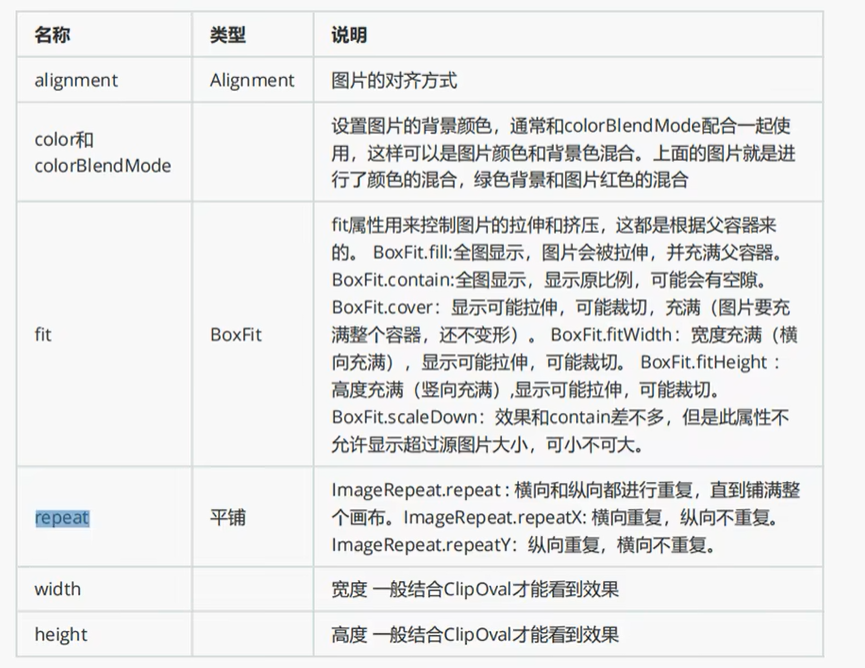 名称 类型 说明
alignment Alignment 图片的对齐方式
color和
colorBlendMode
设置图片的背景颜色，通常和colorBlendMode配合一起使
用，这样可以是图片颜色和背景色混合。上面的图片就是进
行了颜色的混合，绿色背景和图片红色的混合
fit
BoxFit
fit属性用来控制图片的拉伸和挤压，这都是根据父容器来
的。 BoxFit.fill:全图显示，图片会被拉伸，并充满父容器。
BoxFit.contain:全图显示，显示原比例，可能会有空隙。
BoxFit.cover：显示可能拉伸，可能裁切，充满（图片要充
满整个容器，还不变形）。 BoxFit.fitWidth：宽度充满（横
向充满），显示可能拉伸，可能裁切。 BoxFit.fitHeight：
高度充满（竖向充满）,显示可能拉伸，可能裁切。
BoxFit.scaleDown：效果和contain差不多，但是此属性不
允许显示超过源图片大小，可小不可大。
repeat
平铺
ImageRepeat.repeat : 横向和纵向都进行重复，直到铺满整
个画布。ImageRepeat.repeatX: 横向重复，纵向不重复。
ImageRepeat.repeatY：纵向重复，横向不重复。
width 宽度 一般结合ClipOval才能看到效果
height 高度 一般结合ClipOval才能看到效果